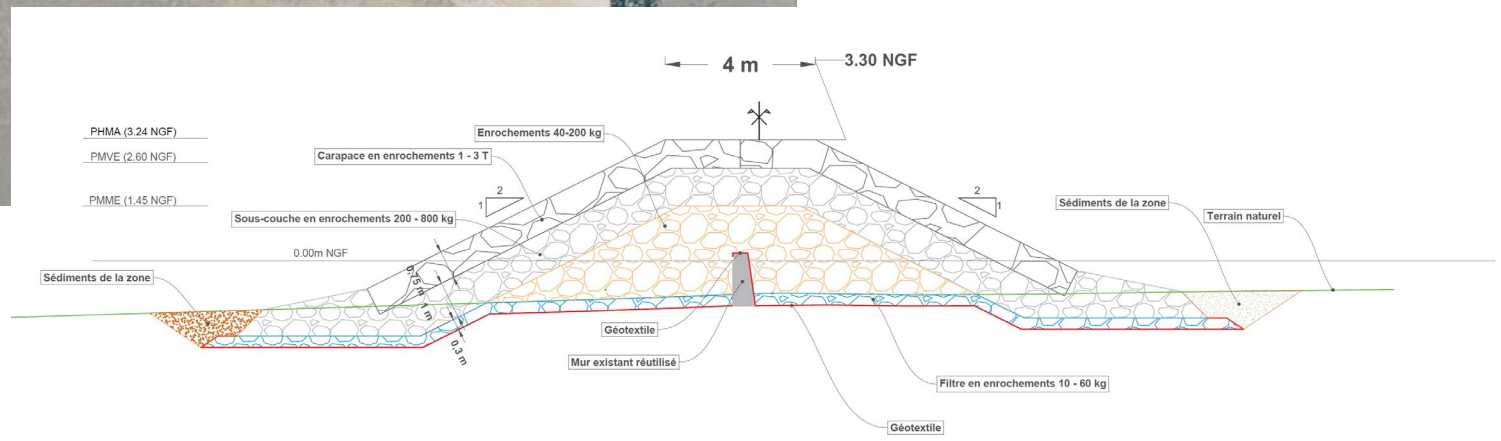 4 m
3.30 NGF
PHMA (3.24 NGF)
Enrochements 40-200 kg
PMVE (2.60 NGF)
Carapace en enrochements 1 - 3 T
2
1
2
1
PMME (1.45 NGF)
Sédiments de la zone
Sous-couche en enrochements 200 - 800 kg
Terrain naturel
0.00m NGF
Sédiments de la zone
0,75 m
1 m
0,3 m
Géotextile
Mur existant réutilisé
Filtre en enrochements 10 - 60 kg
Géotextile